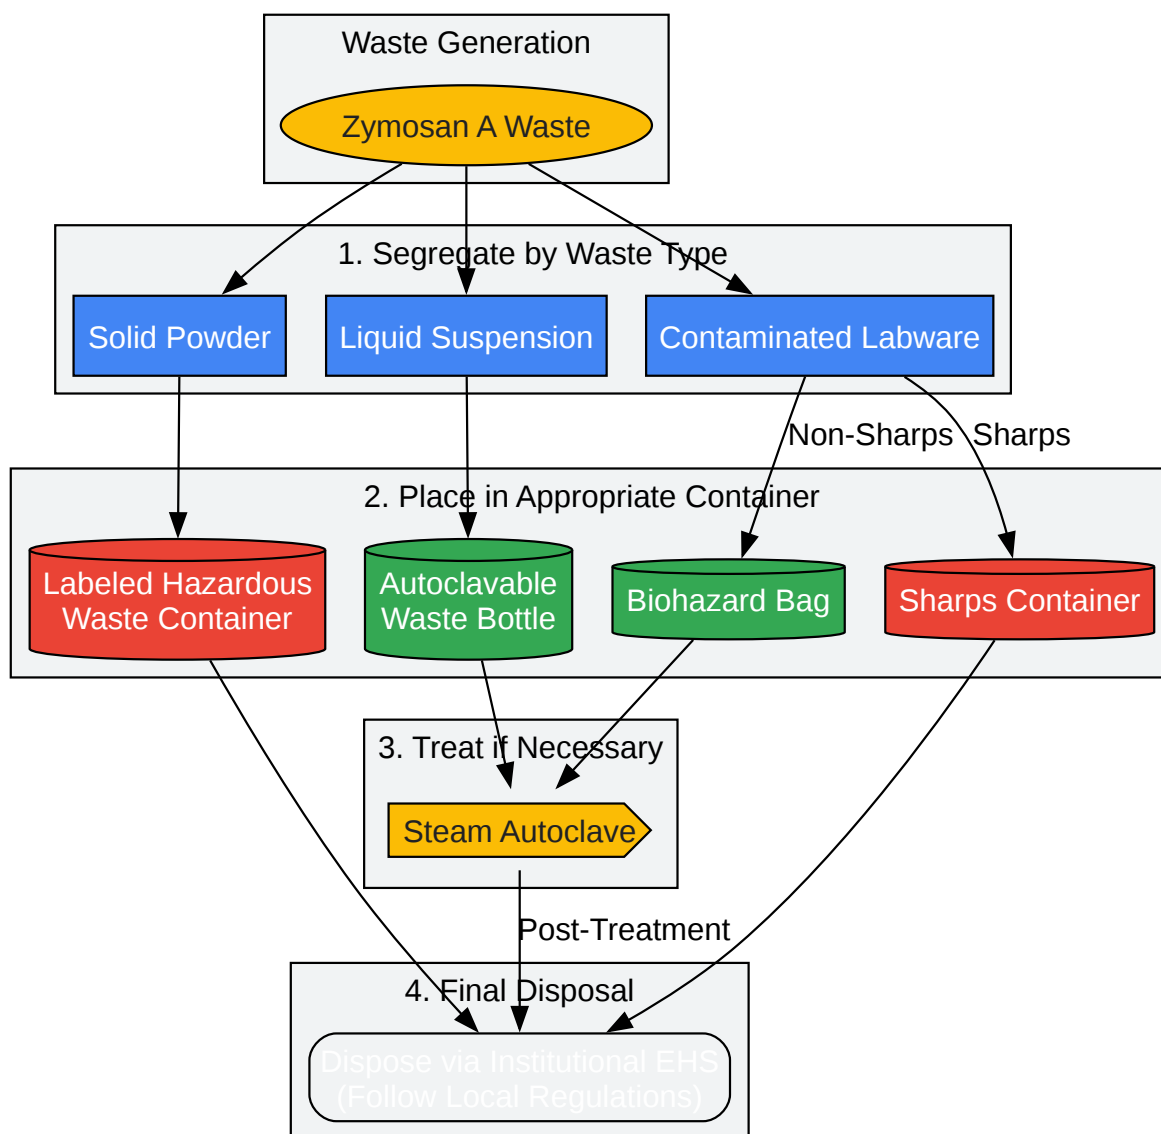 Waste Generation
Zymosan A Waste
1. Segregate by Waste Type
Solid Powder
Liquid Suspension
Contaminated Labware
Non-Sharps
Sharps
2. Place in Appropriate Container
Labeled Hazardous
Waste Container
Autoclavable
Waste Bottle
Biohazard Bag
Sharps Container
3. Treat if Necessary
Steam Autoclave
Post-Treatment
4. Final Disposal
Dispose via Institutional EHS
(Follow Local Regulations)